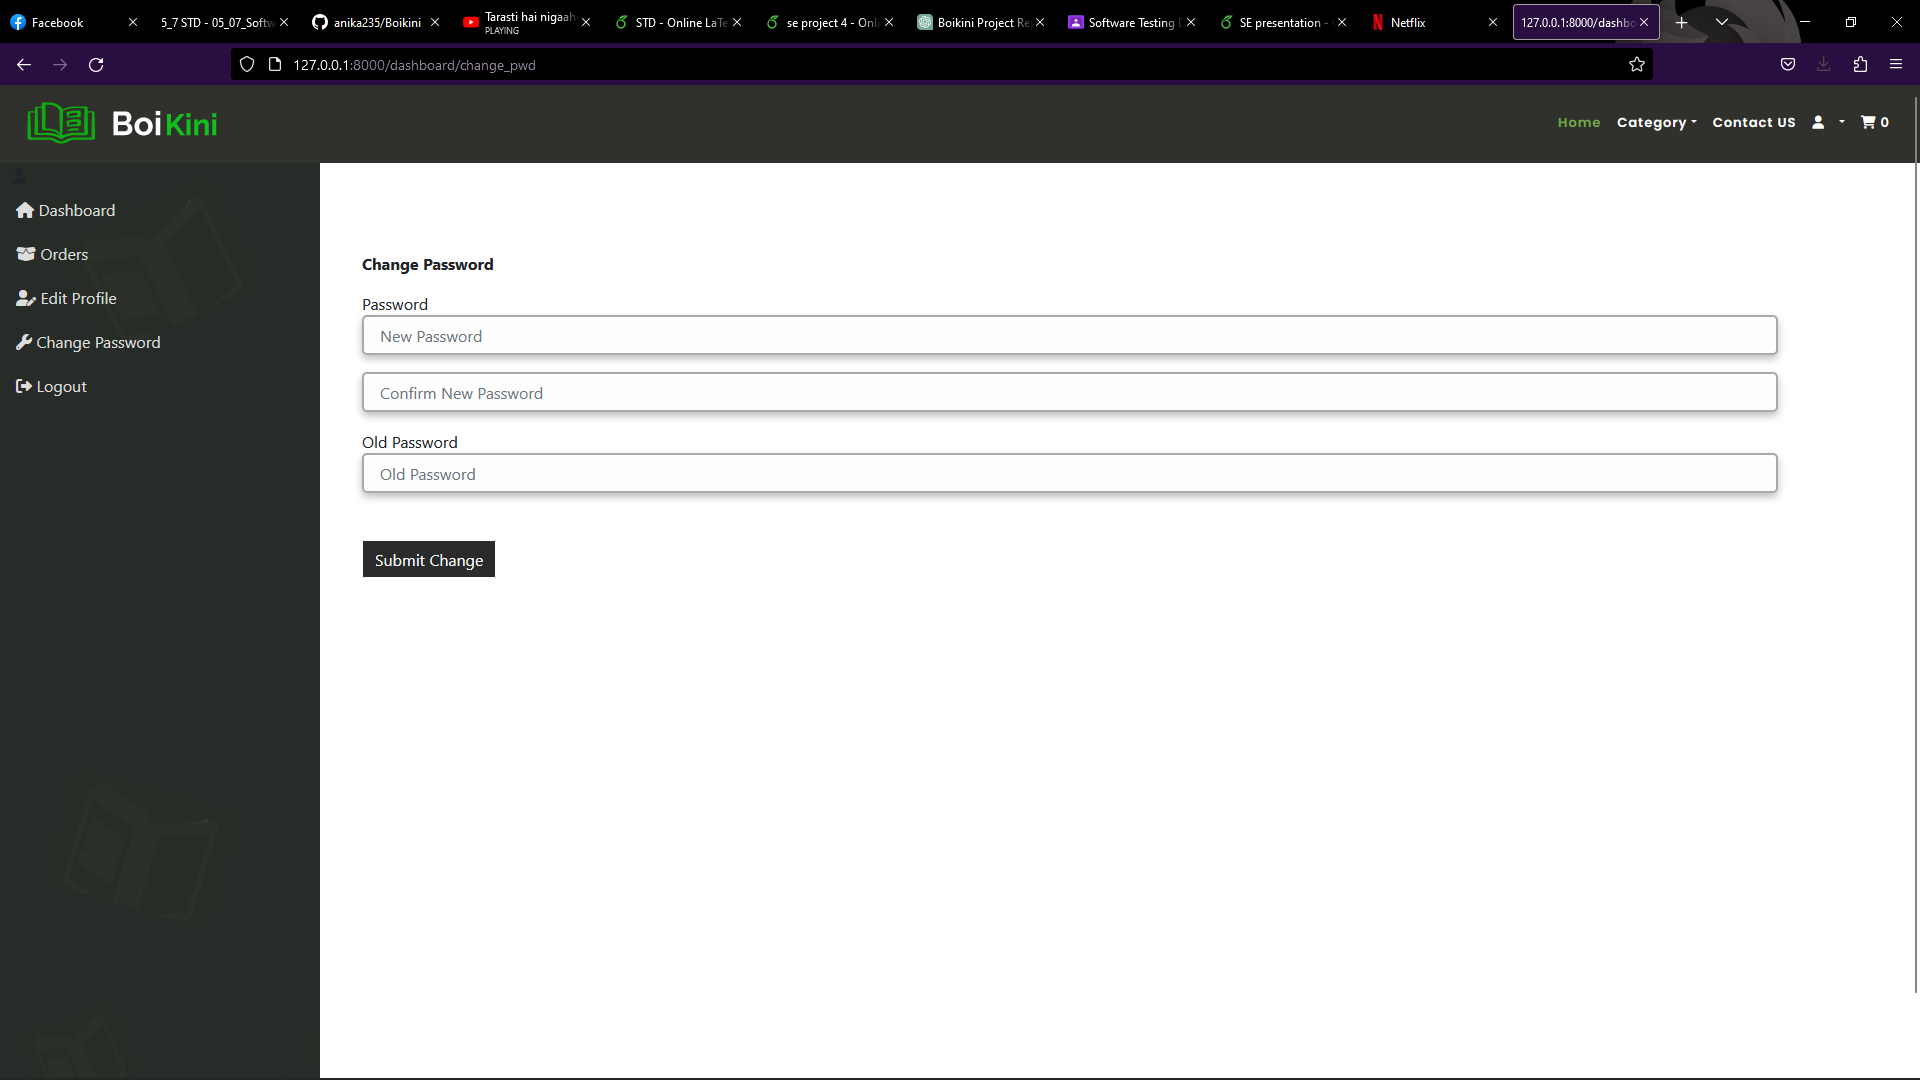 Facebook
5_7 STD - 05_07_Softw
anika235/Boikini
Tarasti hai nigaah
PLAYING
STD - Online LaTe
se project 4 - Onli
Boikini Project Re
Software Testing D
SE presentation -
Netflix
127.0.0.1:8000/dashbo
127.0.0.1:8000/dashboard/change_pwd
BoiKini
Home Category Contact US 0
Dashboard
Orders
Edit Profile
Change Password
Logout
Change Password
Password
New Password
Confirm New Password
Old Password
Old Password
Submit Change